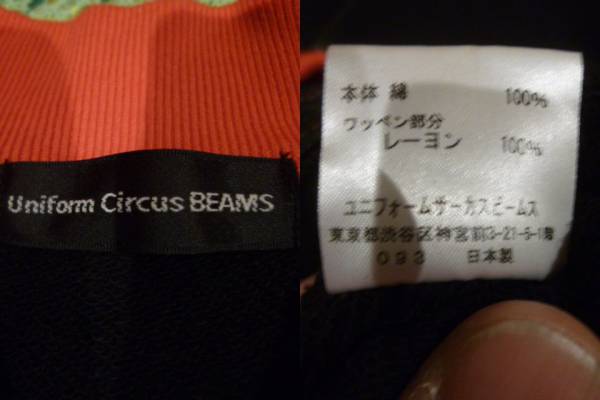 Uniform Circus BEAMS
本体 綿 100%
ワッペン部分
レーヨン 100%
ユニフォームサーカスビームス
東京都渋谷区神宮前3-21-5-1階
093 日本製